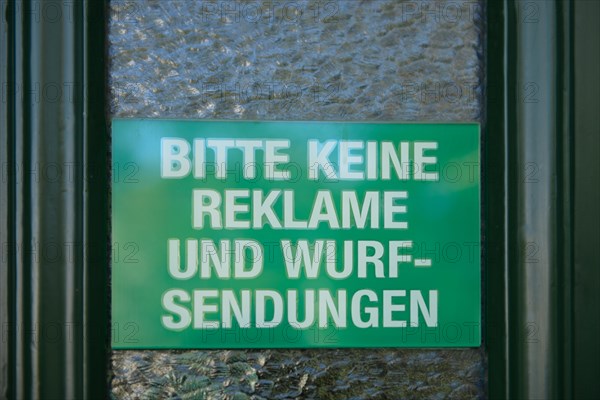 BITTE KEINE
REKLAME
UND WURF-
SENDUNGEN